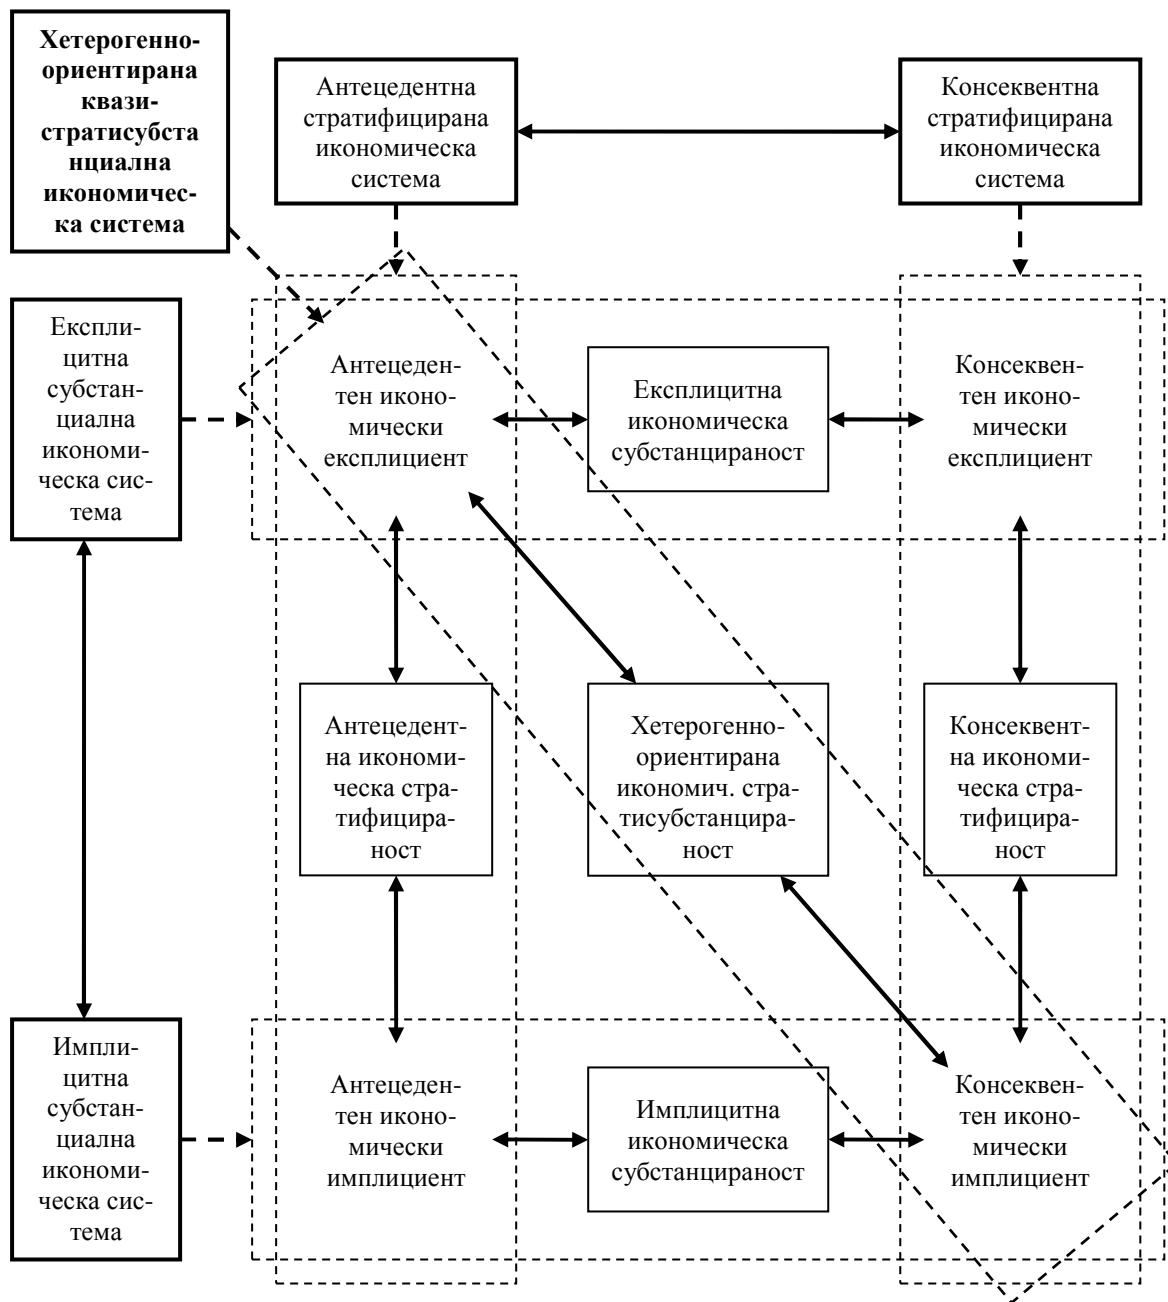 Хетерогенно-
ориентирана
квази-
стратисубста
нциална
икономичес-
ка система
Антецедентна
стратифицирана
икономическа
система
Консеквентна
стратифицирана
икономическа
система
Експли-
цитна
субстан-
циална
икономи-
ческа сис-
тема
Антецеден-
тен иконо-
мически
експлициент
Експлицитна
икономическа
субстанцираност
Консеквен-
тен иконо-
мически
експлициент
Антецедент-
на икономи-
ческа стра-
тифицира-
ност
Хетерогенно-
ориентирана
икономич. стра-
тисубстанцира-
ност
Консеквент-
на икономи-
ческа стра-
тифицира-
ност
Импли-
цитна
субстан-
циална
икономи-
ческа сис-
тема
Антецеден-
тен иконо-
мически
имплициент
Имплицитна
икономическа
субстанцираност
Консеквен-
тен иконо-
мически
имплициент